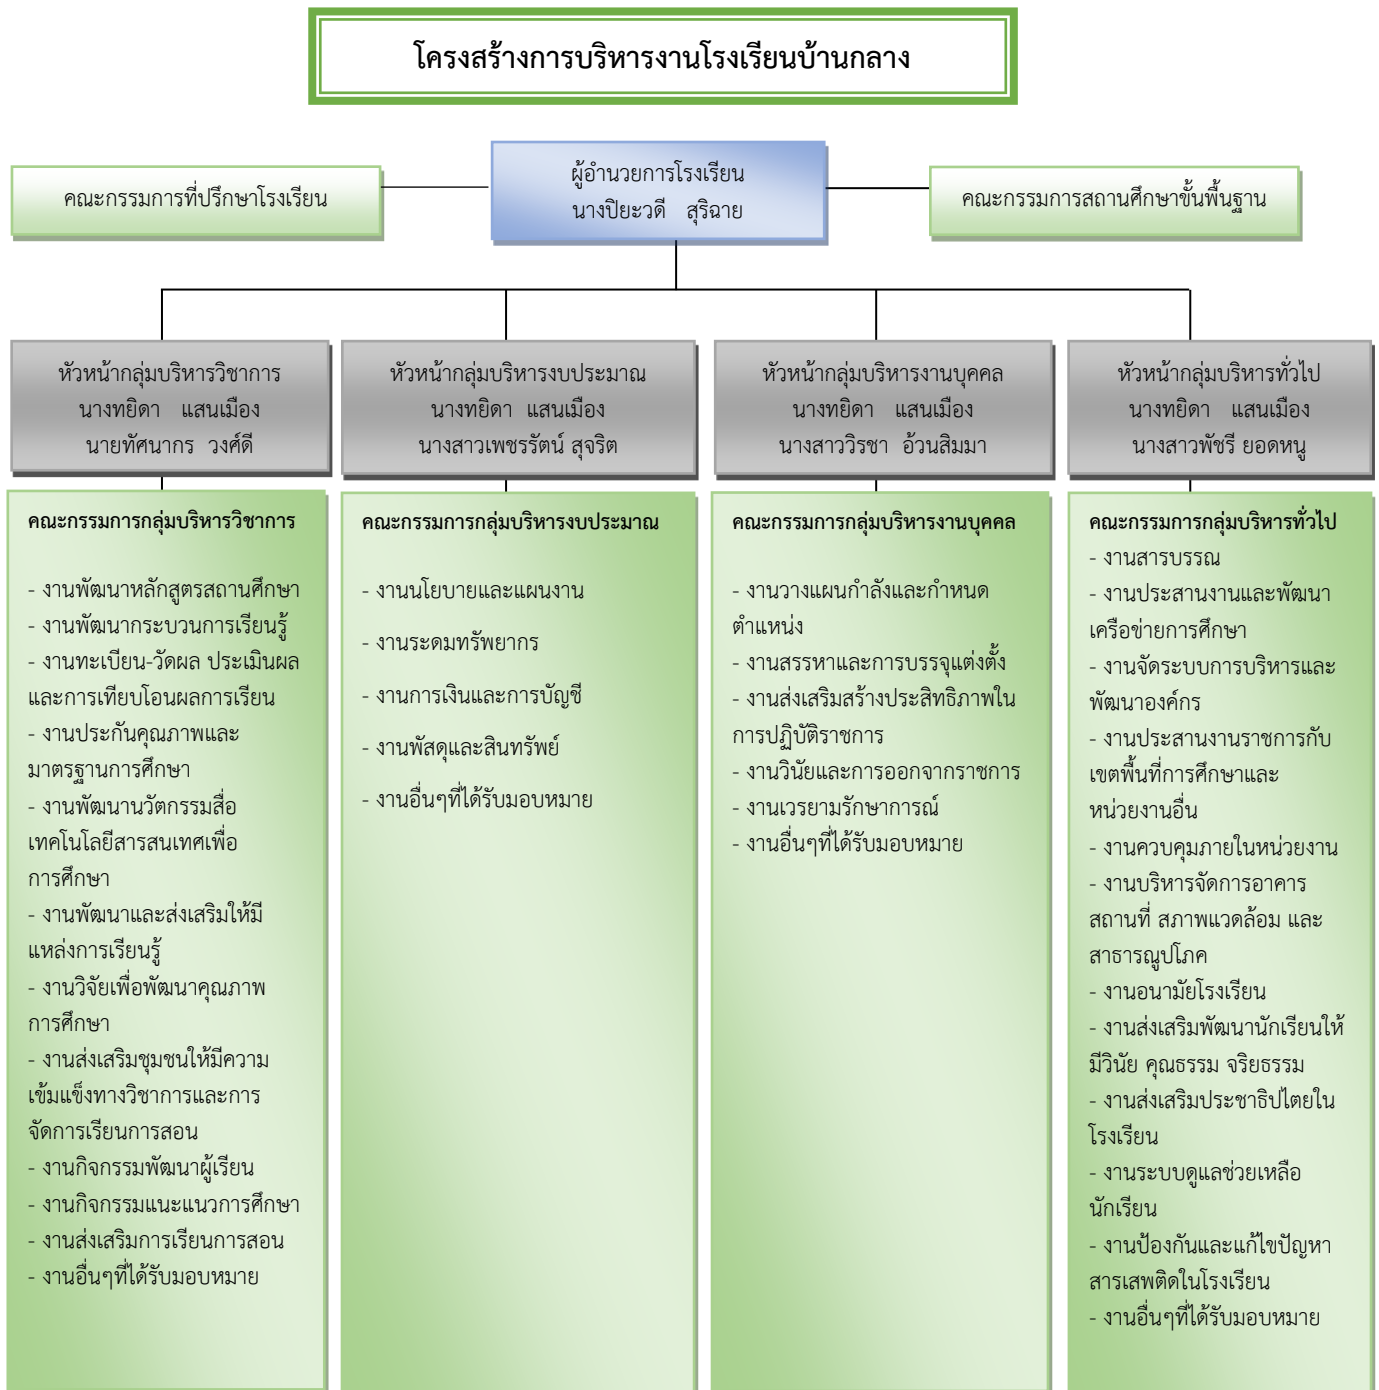 โครงสร้างการบริหารงานโรงเรียนบ้านกลาง
คณะกรรมการที่ปรึกษาโรงเรียน
ผู้อำนวยการโรงเรียน
นางปิยะวดี สุริฉาย
คณะกรรมการสถานศึกษาขั้นพื้นฐาน
หัวหน้ากลุ่มบริหารวิชาการ
นางทยิดา แสนเมือง
นายทัศนากร วงศ์ดี
หัวหน้ากลุ่มบริหารงบประมาณ
นางทยิดา แสนเมือง
นางสาวเพชรรัตน์ สุจริต
หัวหน้ากลุ่มบริหารงานบุคคล
นางทยิดา แสนเมือง
นางสาววิรชา อ้วนสิมมา
หัวหน้ากลุ่มบริหารทั่วไป
นางทยิดา แสนเมือง
นางสาวพัชรี ยอดหนู
คณะกรรมการกลุ่มบริหารวิชาการ
- งานพัฒนาหลักสูตรสถานศึกษา
- งานพัฒนากระบวนการเรียนรู้
- งานทะเบียน-วัดผล ประเมินผล
และการเทียบโอนผลการเรียน
- งานประกันคุณภาพและ
มาตรฐานการศึกษา
- งานพัฒนานวัตกรรมสื่อ
เทคโนโลยีสารสนเทศเพื่อ
การศึกษา
- งานพัฒนาและส่งเสริมให้มี
แหล่งการเรียนรู้
- งานวิจัยเพื่อพัฒนาคุณภาพ
การศึกษา
- งานส่งเสริมชุมชนให้มีความ
เข้มแข็งทางวิชาการและการ
จัดการเรียนการสอน
- งานกิจกรรมพัฒนาผู้เรียน
- งานกิจกรรมแนะแนวการศึกษา
- งานส่งเสริมการเรียนการสอน
- งานอื่นๆที่ได้รับมอบหมาย
คณะกรรมการกลุ่มบริหารงบประมาณ
- งานนโยบายและแผนงาน
- งานระดมทรัพยากร
- งานการเงินและการบัญชี
- งานพัสดุและสินทรัพย์
- งานอื่นๆที่ได้รับมอบหมาย
คณะกรรมการกลุ่มบริหารงานบุคคล
- งานวางแผนกำลังและกำหนด
ตำแหน่ง
- งานสรรหาและการบรรจุแต่งตั้ง
- งานส่งเสริมสร้างประสิทธิภาพใน
การปฏิบัติราชการ
- งานวินัยและการออกจากราชการ
- งานเวรยามรักษาการณ์
- งานอื่นๆที่ได้รับมอบหมาย
คณะกรรมการกลุ่มบริหารทั่วไป
- งานสารบรรณ
- งานประสานงานและพัฒนา
เครือข่ายการศึกษา
- งานจัดระบบการบริหารและ
พัฒนาองค์กร
- งานประสานงานราชการกับ
เขตพื้นที่การศึกษาและ
หน่วยงานอื่น
- งานควบคุมภายในหน่วยงาน
- งานบริหารจัดการอาคาร
สถานที่ สภาพแวดล้อม และ
สาธารณูปโภค
- งานอนามัยโรงเรียน
- งานส่งเสริมพัฒนานักเรียนให้
มีวินัย คุณธรรม จริยธรรม
- งานส่งเสริมประชาธิปไตยใน
โรงเรียน
- งานระบบดูแลช่วยเหลือ
นักเรียน
- งานป้องกันและแก้ไขปัญหา
สารเสพติดในโรงเรียน
- งานอื่นๆที่ได้รับมอบหมาย